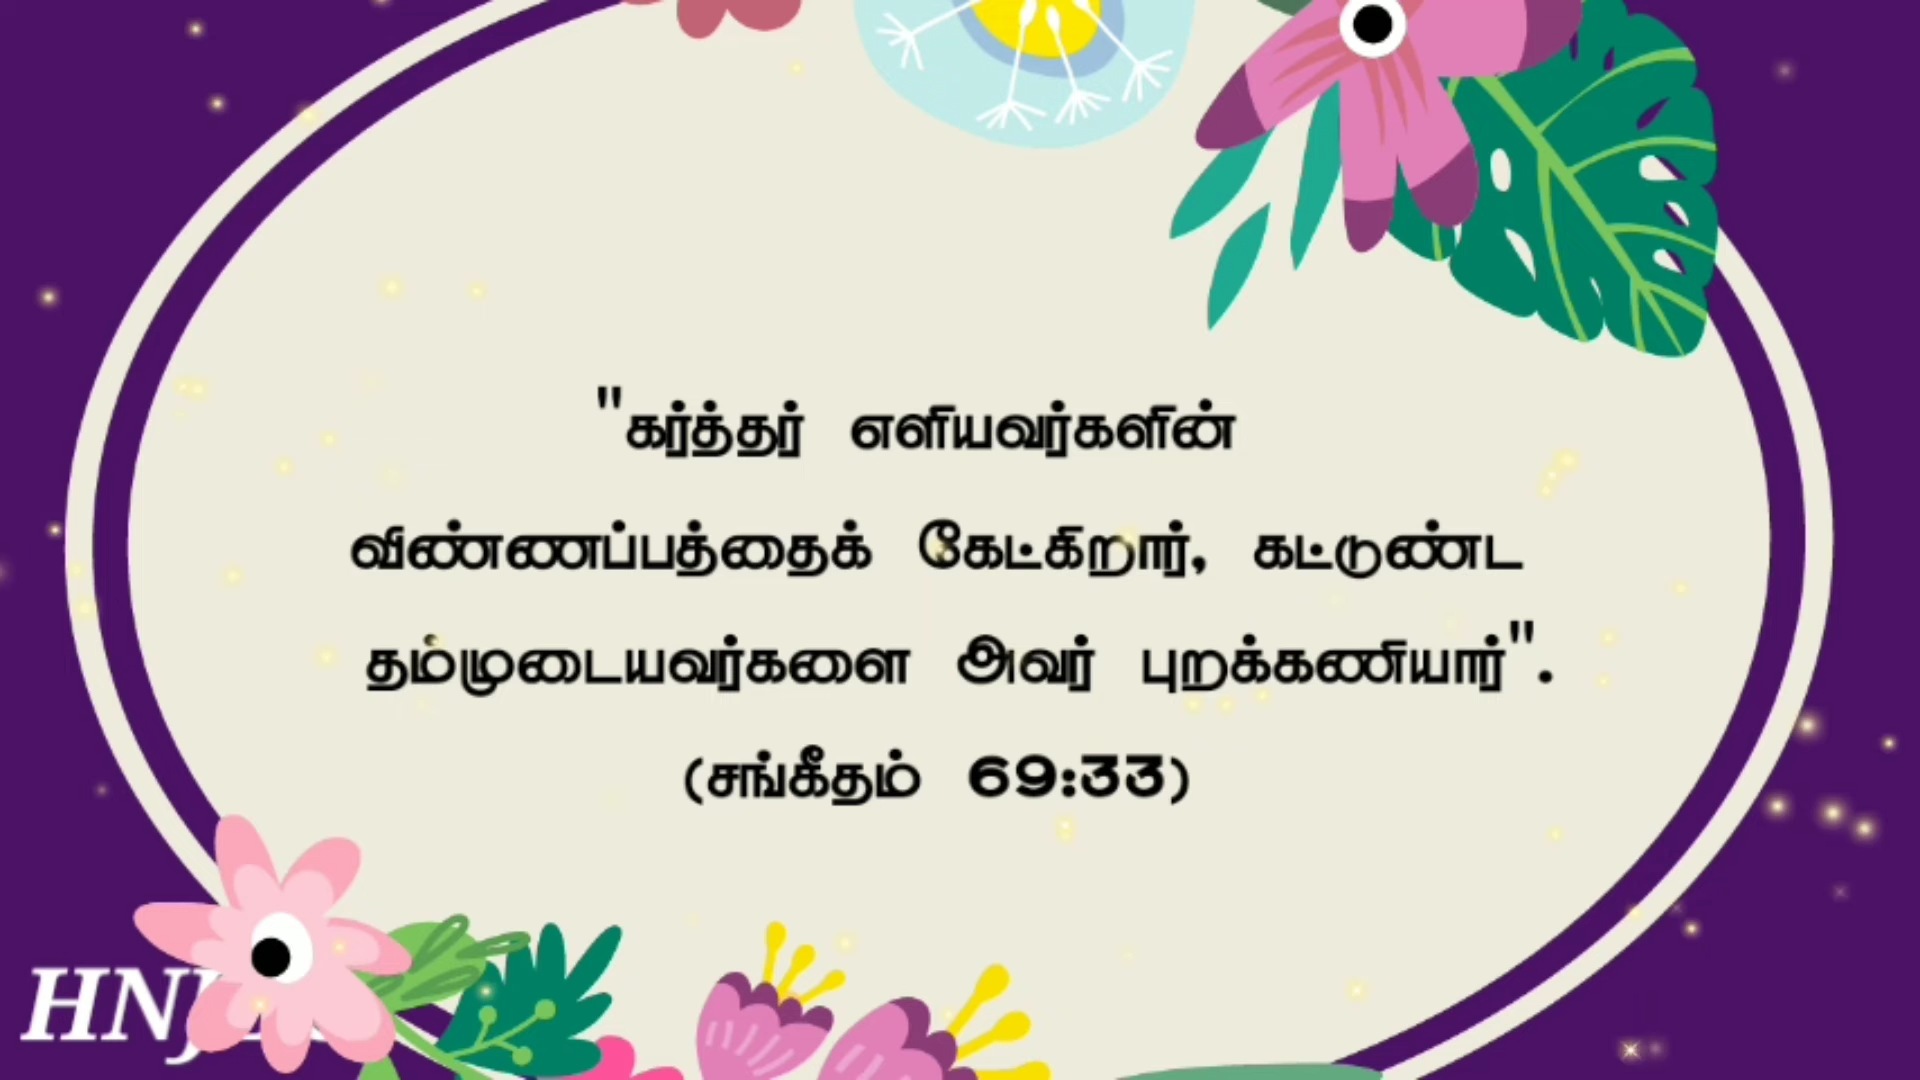 "கர்த்தர் எளியவர்களின்
விண்ணப்பத்தைக் கேட்கிறார், கட்டுண்ட
தம்முடையவர்களை அவர் புறக்கணியார்".
(சங்கீதம் 69:33)